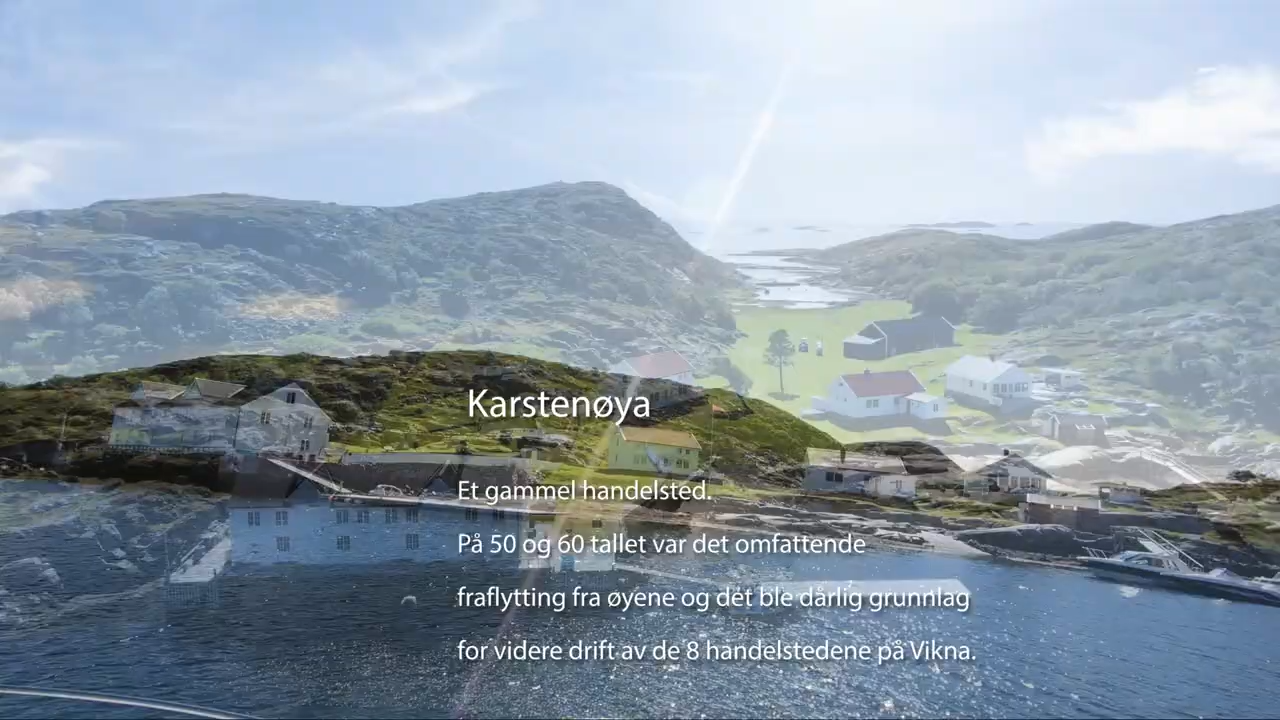 Karstenøya
Et gammel handelsted.
På 50 og 60 tallet var det omfattende
fraflytting fra øyene og det ble dårlig grunnlag
for videre drift av de 8 handelstedene på Vikna.